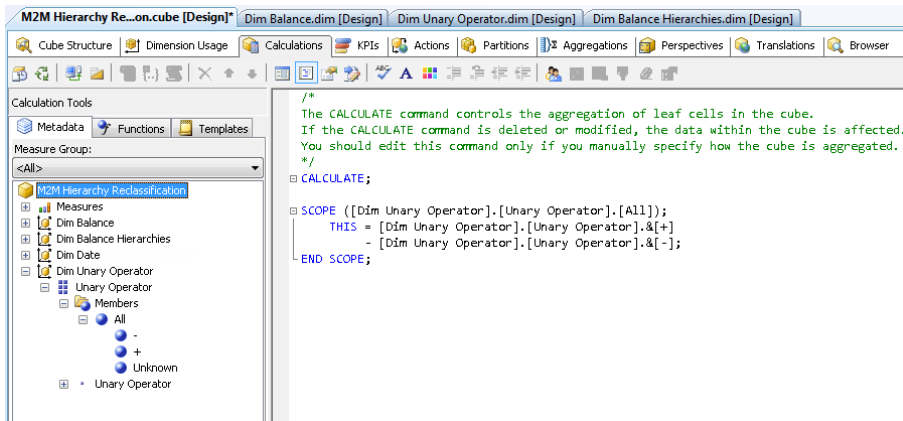 M2M Hierarchy Re...on.cube [Design]* Dim Balance.dim [Design] Dim Unary Operator.dim [Design] Dim Balance Hierarchies.dim [Design]
Cube Structure Dimension Usage Calculations KPIs Actions Partitions Aggregations Perspectives Translations Browser
Calculation Tools
Metadata Functions Templates
Measure Group:
<All>
M2M Hierarchy Reclassification
Measures
Dim Balance
Dim Balance Hierarchies
Dim Date
Dim Unary Operator
Unary Operator
Members
All
-
+
Unknown
Unary Operator
/*
The CALCULATE command controls the aggregation of leaf cells in the cube.
If the CALCULATE command is deleted or modified, the data within the cube is affected.
You should edit this command only if you manually specify how the cube is aggregated.
*/
CALCULATE;
SCOPE ([Dim Unary Operator].[Unary Operator].[All]);
THIS = [Dim Unary Operator].[Unary Operator].&[+]
- [Dim Unary Operator].[Unary Operator].&[-];
END SCOPE;